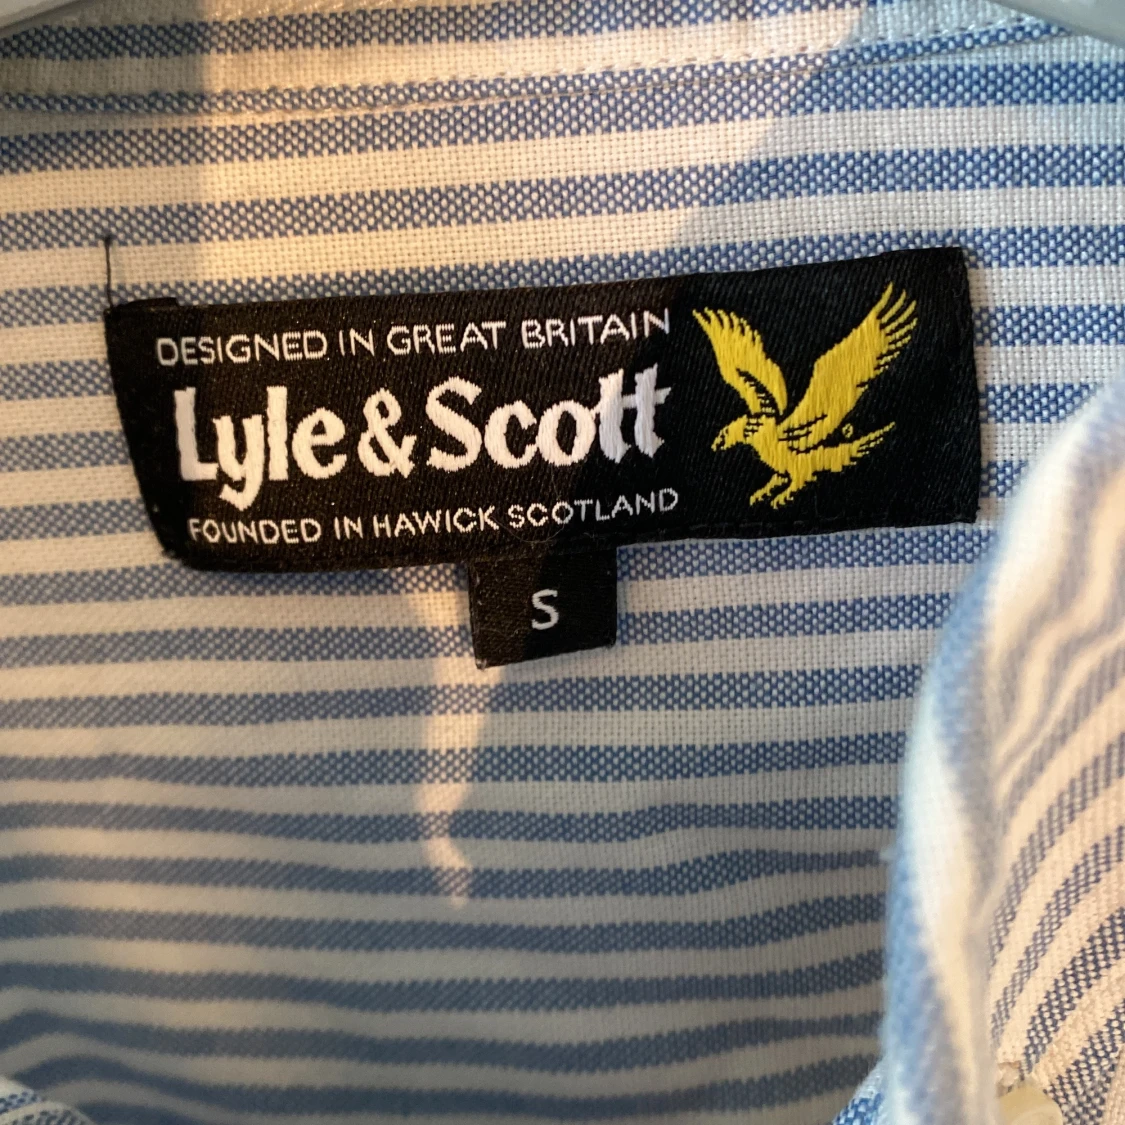 DESIGNED IN GREAT BRITAIN
Lyle & Scott
FOUNDED IN HAWICK SCOTLAND
S